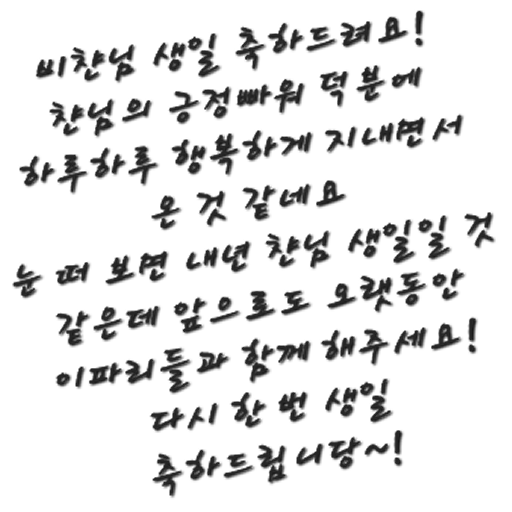 비챤님 생일 축하드려요!
챤님의 긍정빠워 덕분에
하루하루 행복하게 지내면서
온 것 같네요
눈 떠 보면 내년 챤님 생일일 것
같은데 앞으로도 오랫동안
이파리들과 함께 해주세요!
다시 한 번 생일
축하드립니당~!